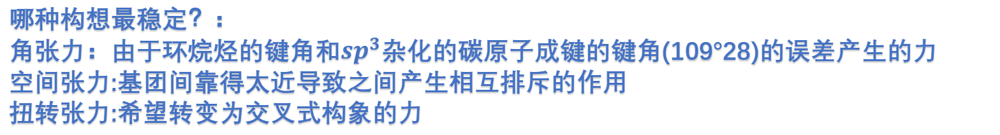 哪种构想最稳定？：
角张力：由于环烷烃的键角和sp³杂化的碳原子成键的键角(109°28)的误差产生的力
空间张力:基团间靠得太近导致之间产生相互排斥的作用
扭转张力:希望转变为交叉式构象的力